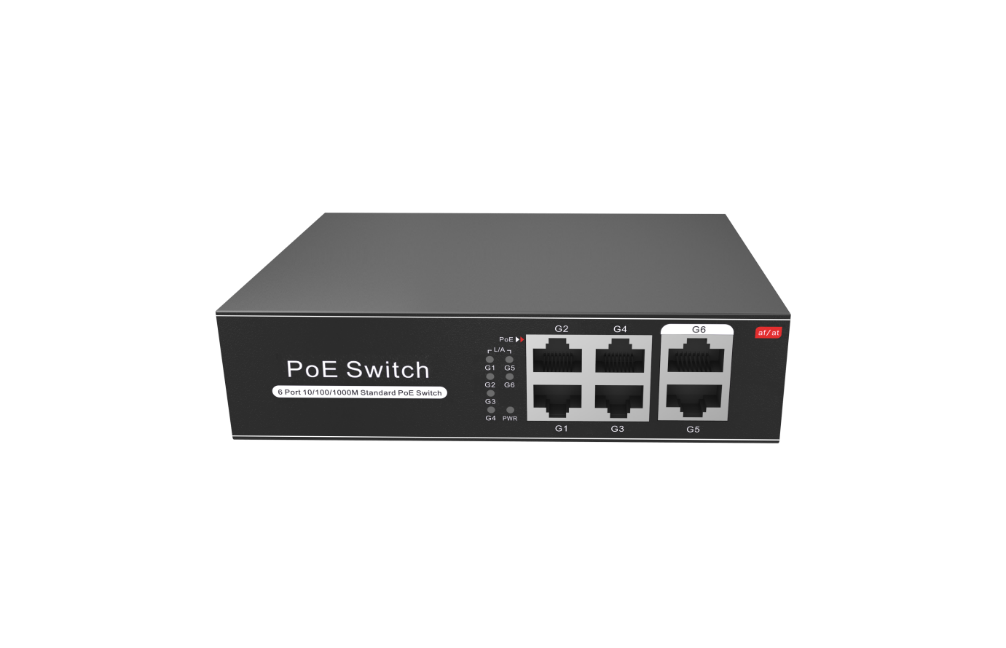 PoE Switch
6 Port 10/100/1000M Standard PoE Switch
PoE
L/A
G1 G5
G2 G6
G3
G4 PWR
G2 G4 G6
G1 G3 G5
af/at